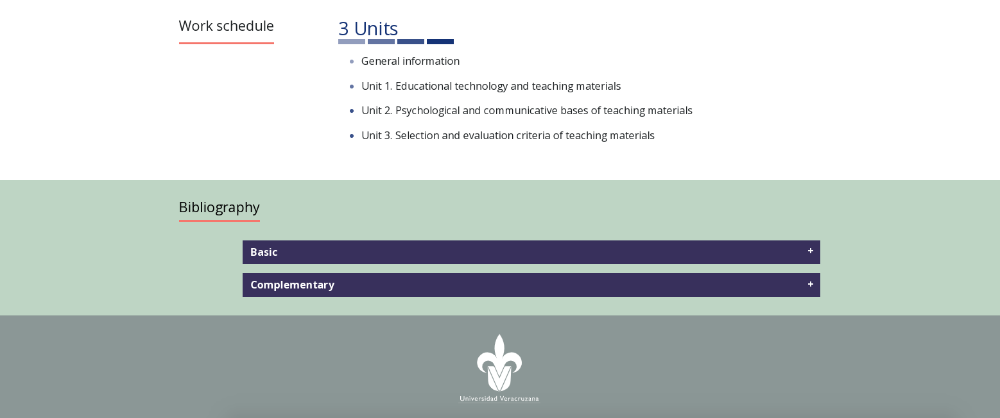 Work schedule
3 Units
General information
Unit 1. Educational technology and teaching materials
Unit 2. Psychological and communicative bases of teaching materials
Unit 3. Selection and evaluation criteria of teaching materials
Bibliography
Basic +
Complementary +
Universidad Veracruzana